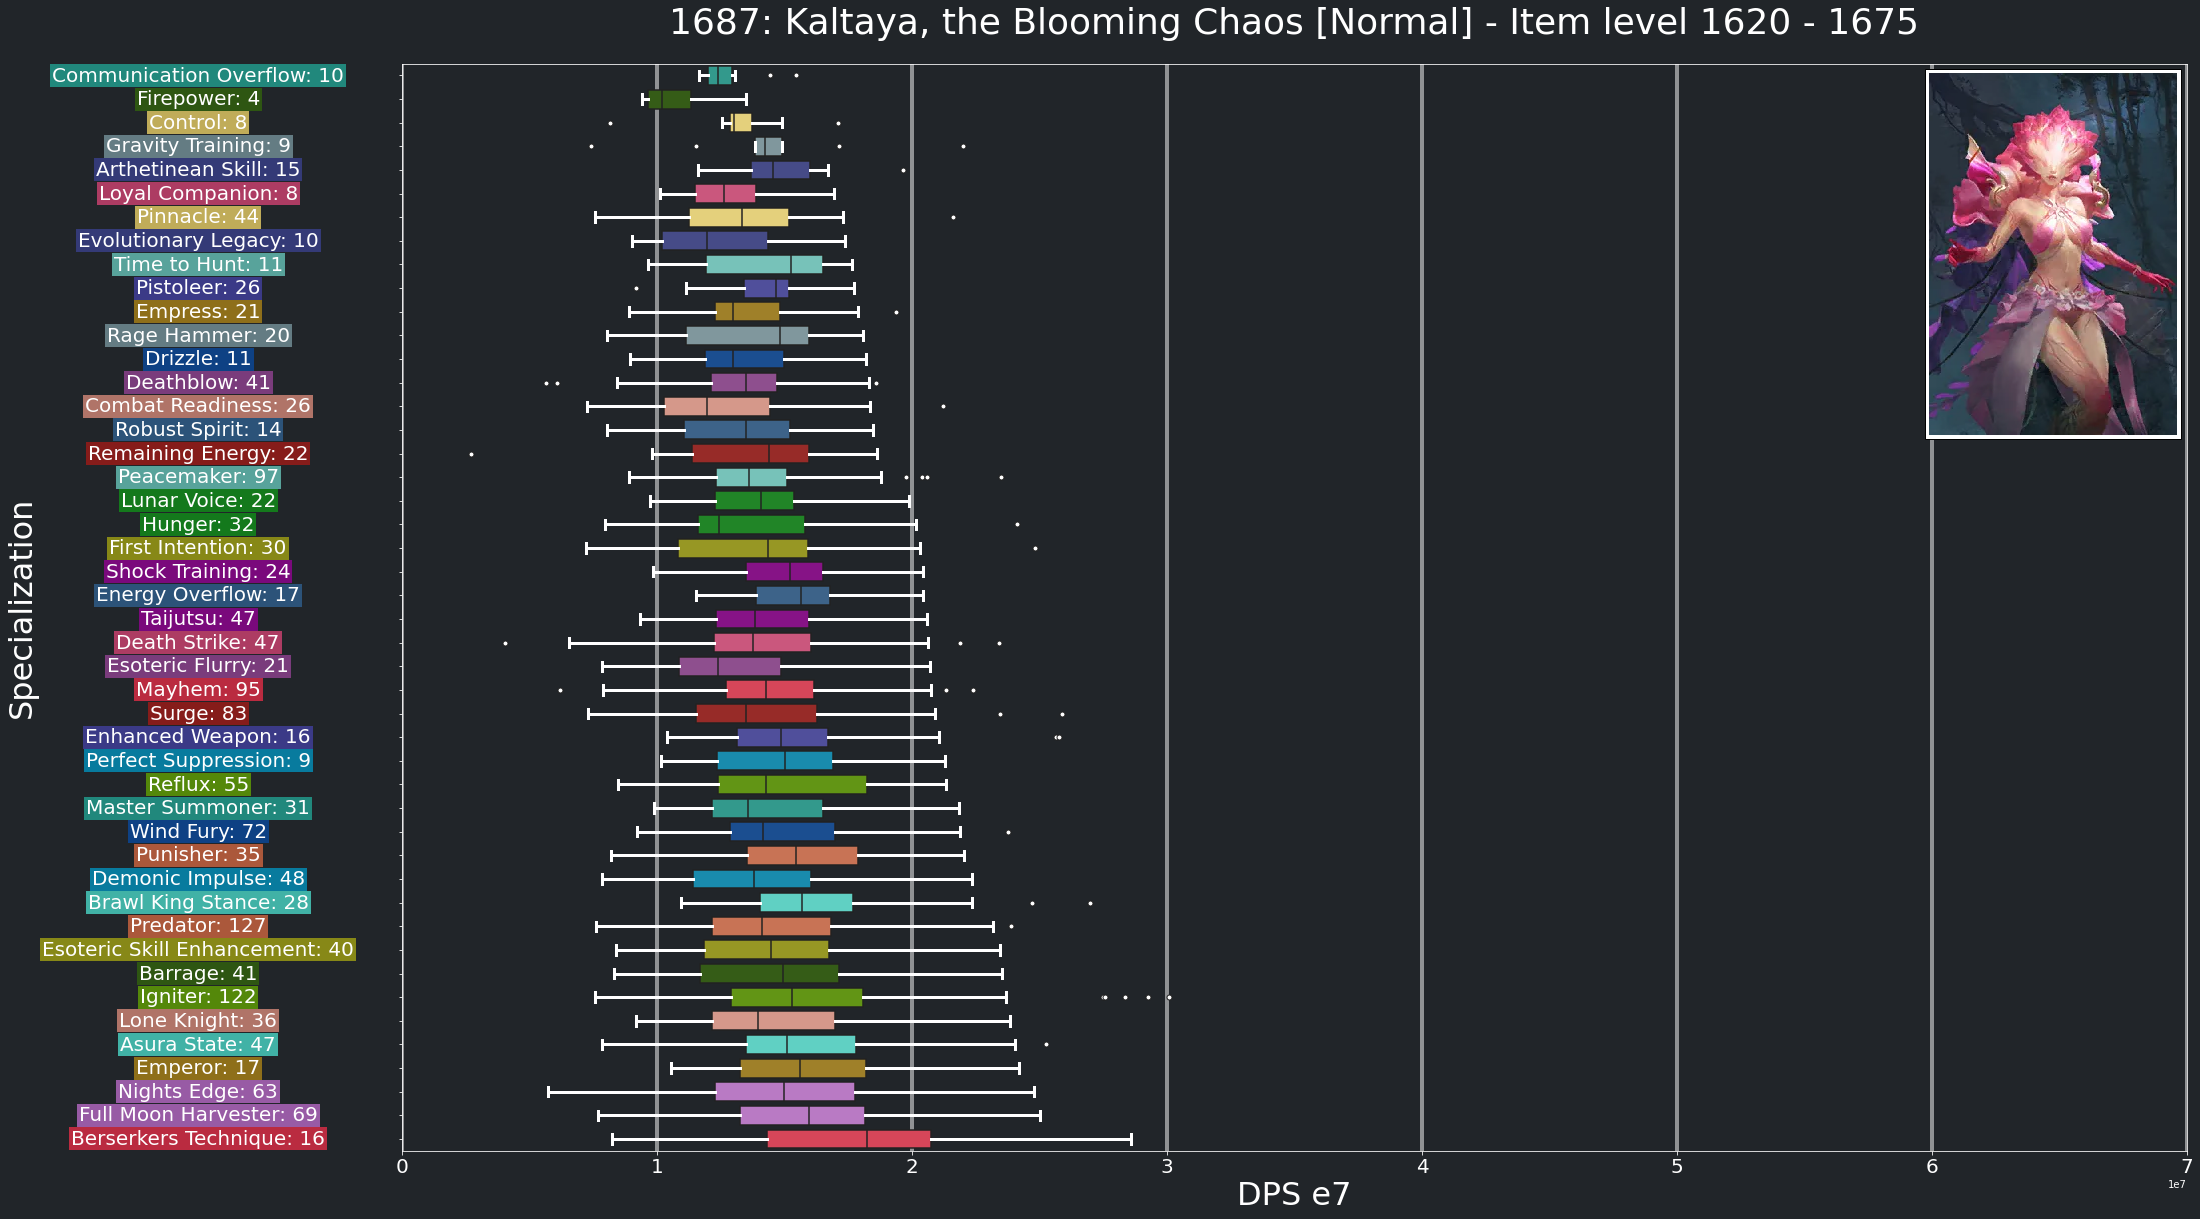 1687: Kaltaya, the Blooming Chaos [Normal] - Item level 1620 - 1675
Specialization
Communication Overflow: 10
Firepower: 4
Control: 8
Gravity Training: 9
Arthetinean Skill: 15
Loyal Companion: 8
Pinnacle: 44
Evolutionary Legacy: 10
Time to Hunt: 11
Pistoleer: 26
Empress: 21
Rage Hammer: 20
Drizzle: 11
Deathblow: 41
Combat Readiness: 26
Robust Spirit: 14
Remaining Energy: 22
Peacemaker: 97
Lunar Voice: 22
Hunger: 32
First Intention: 30
Shock Training: 24
Energy Overflow: 17
Taijutsu: 47
Death Strike: 47
Esoteric Flurry: 21
Mayhem: 95
Surge: 83
Enhanced Weapon: 16
Perfect Suppression: 9
Reflux: 55
Master Summoner: 31
Wind Fury: 72
Punisher: 35
Demonic Impulse: 48
Brawl King Stance: 28
Predator: 127
Esoteric Skill Enhancement: 40
Barrage: 41
Igniter: 122
Lone Knight: 36
Asura State: 47
Emperor: 17
Nights Edge: 63
Full Moon Harvester: 69
Berserkers Technique: 16
0 1 2 3 4 5 6 7
1e7
DPS e7